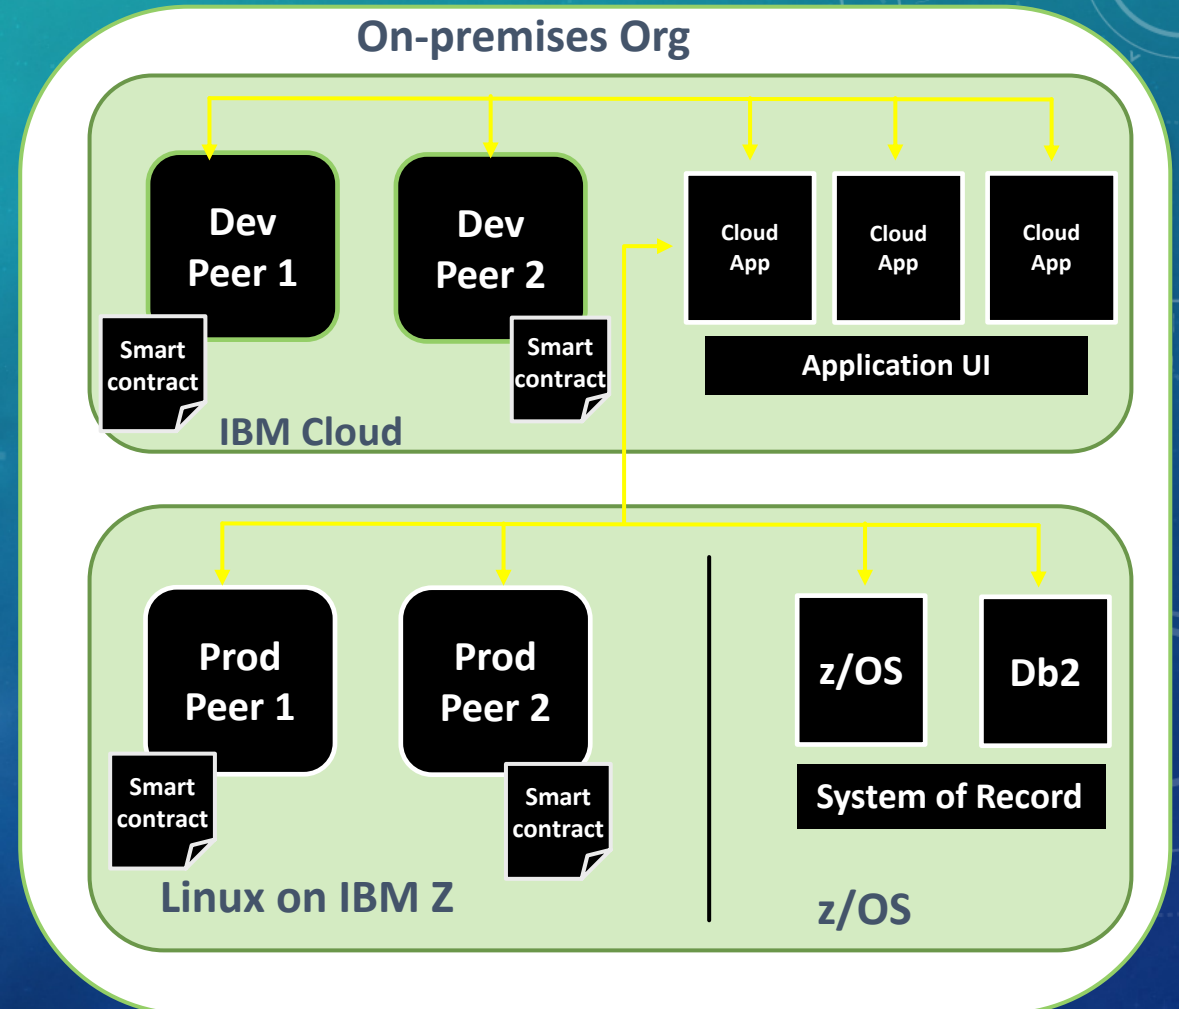 On-premises Org
Dev
Peer 1
Dev
Peer 2
Cloud
App
Cloud
App
Cloud
App
Smart
contract
Smart
contract
Application UI
IBM Cloud
Prod
Peer 1
Prod
Peer 2
z/OS
Db2
Smart
contract
Smart
contract
System of Record
Linux on IBM Z
z/OS